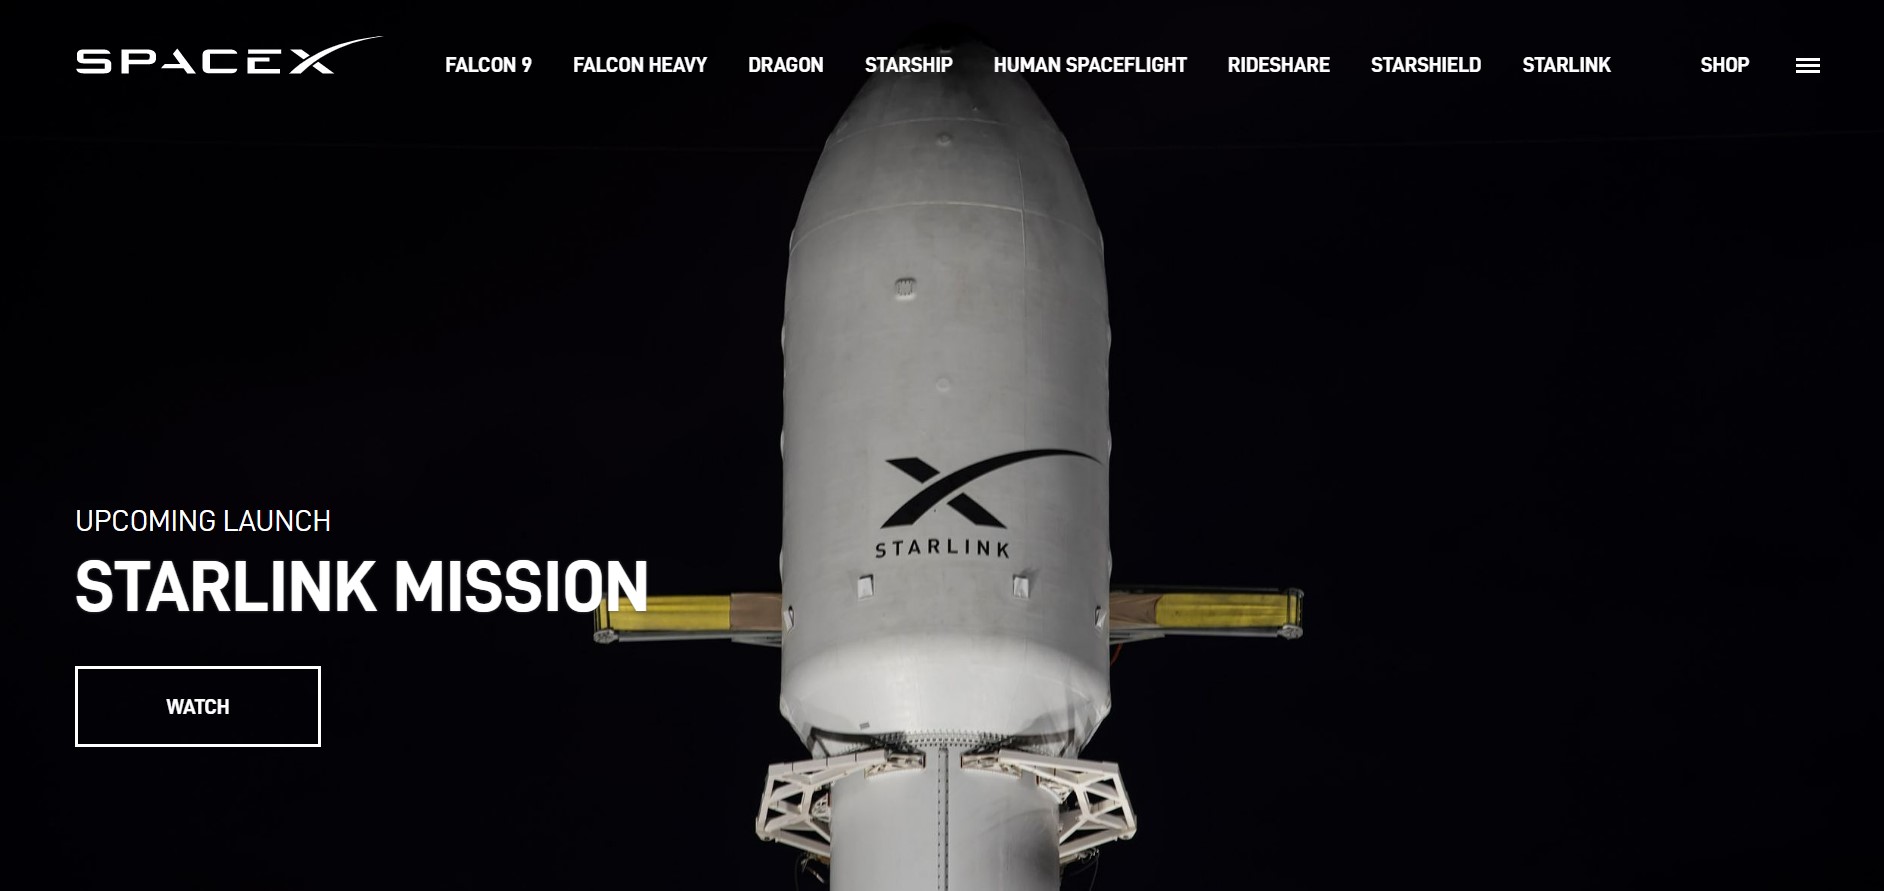 SPACEX
FALCON 9
FALCON HEAVY
DRAGON
STARSHIP
HUMAN SPACEFLIGHT
RIDESHARE
STARSHIELD
STARLINK
SHOP
X
STARLINK
UPCOMING LAUNCH
STARLINK MISSION
WATCH